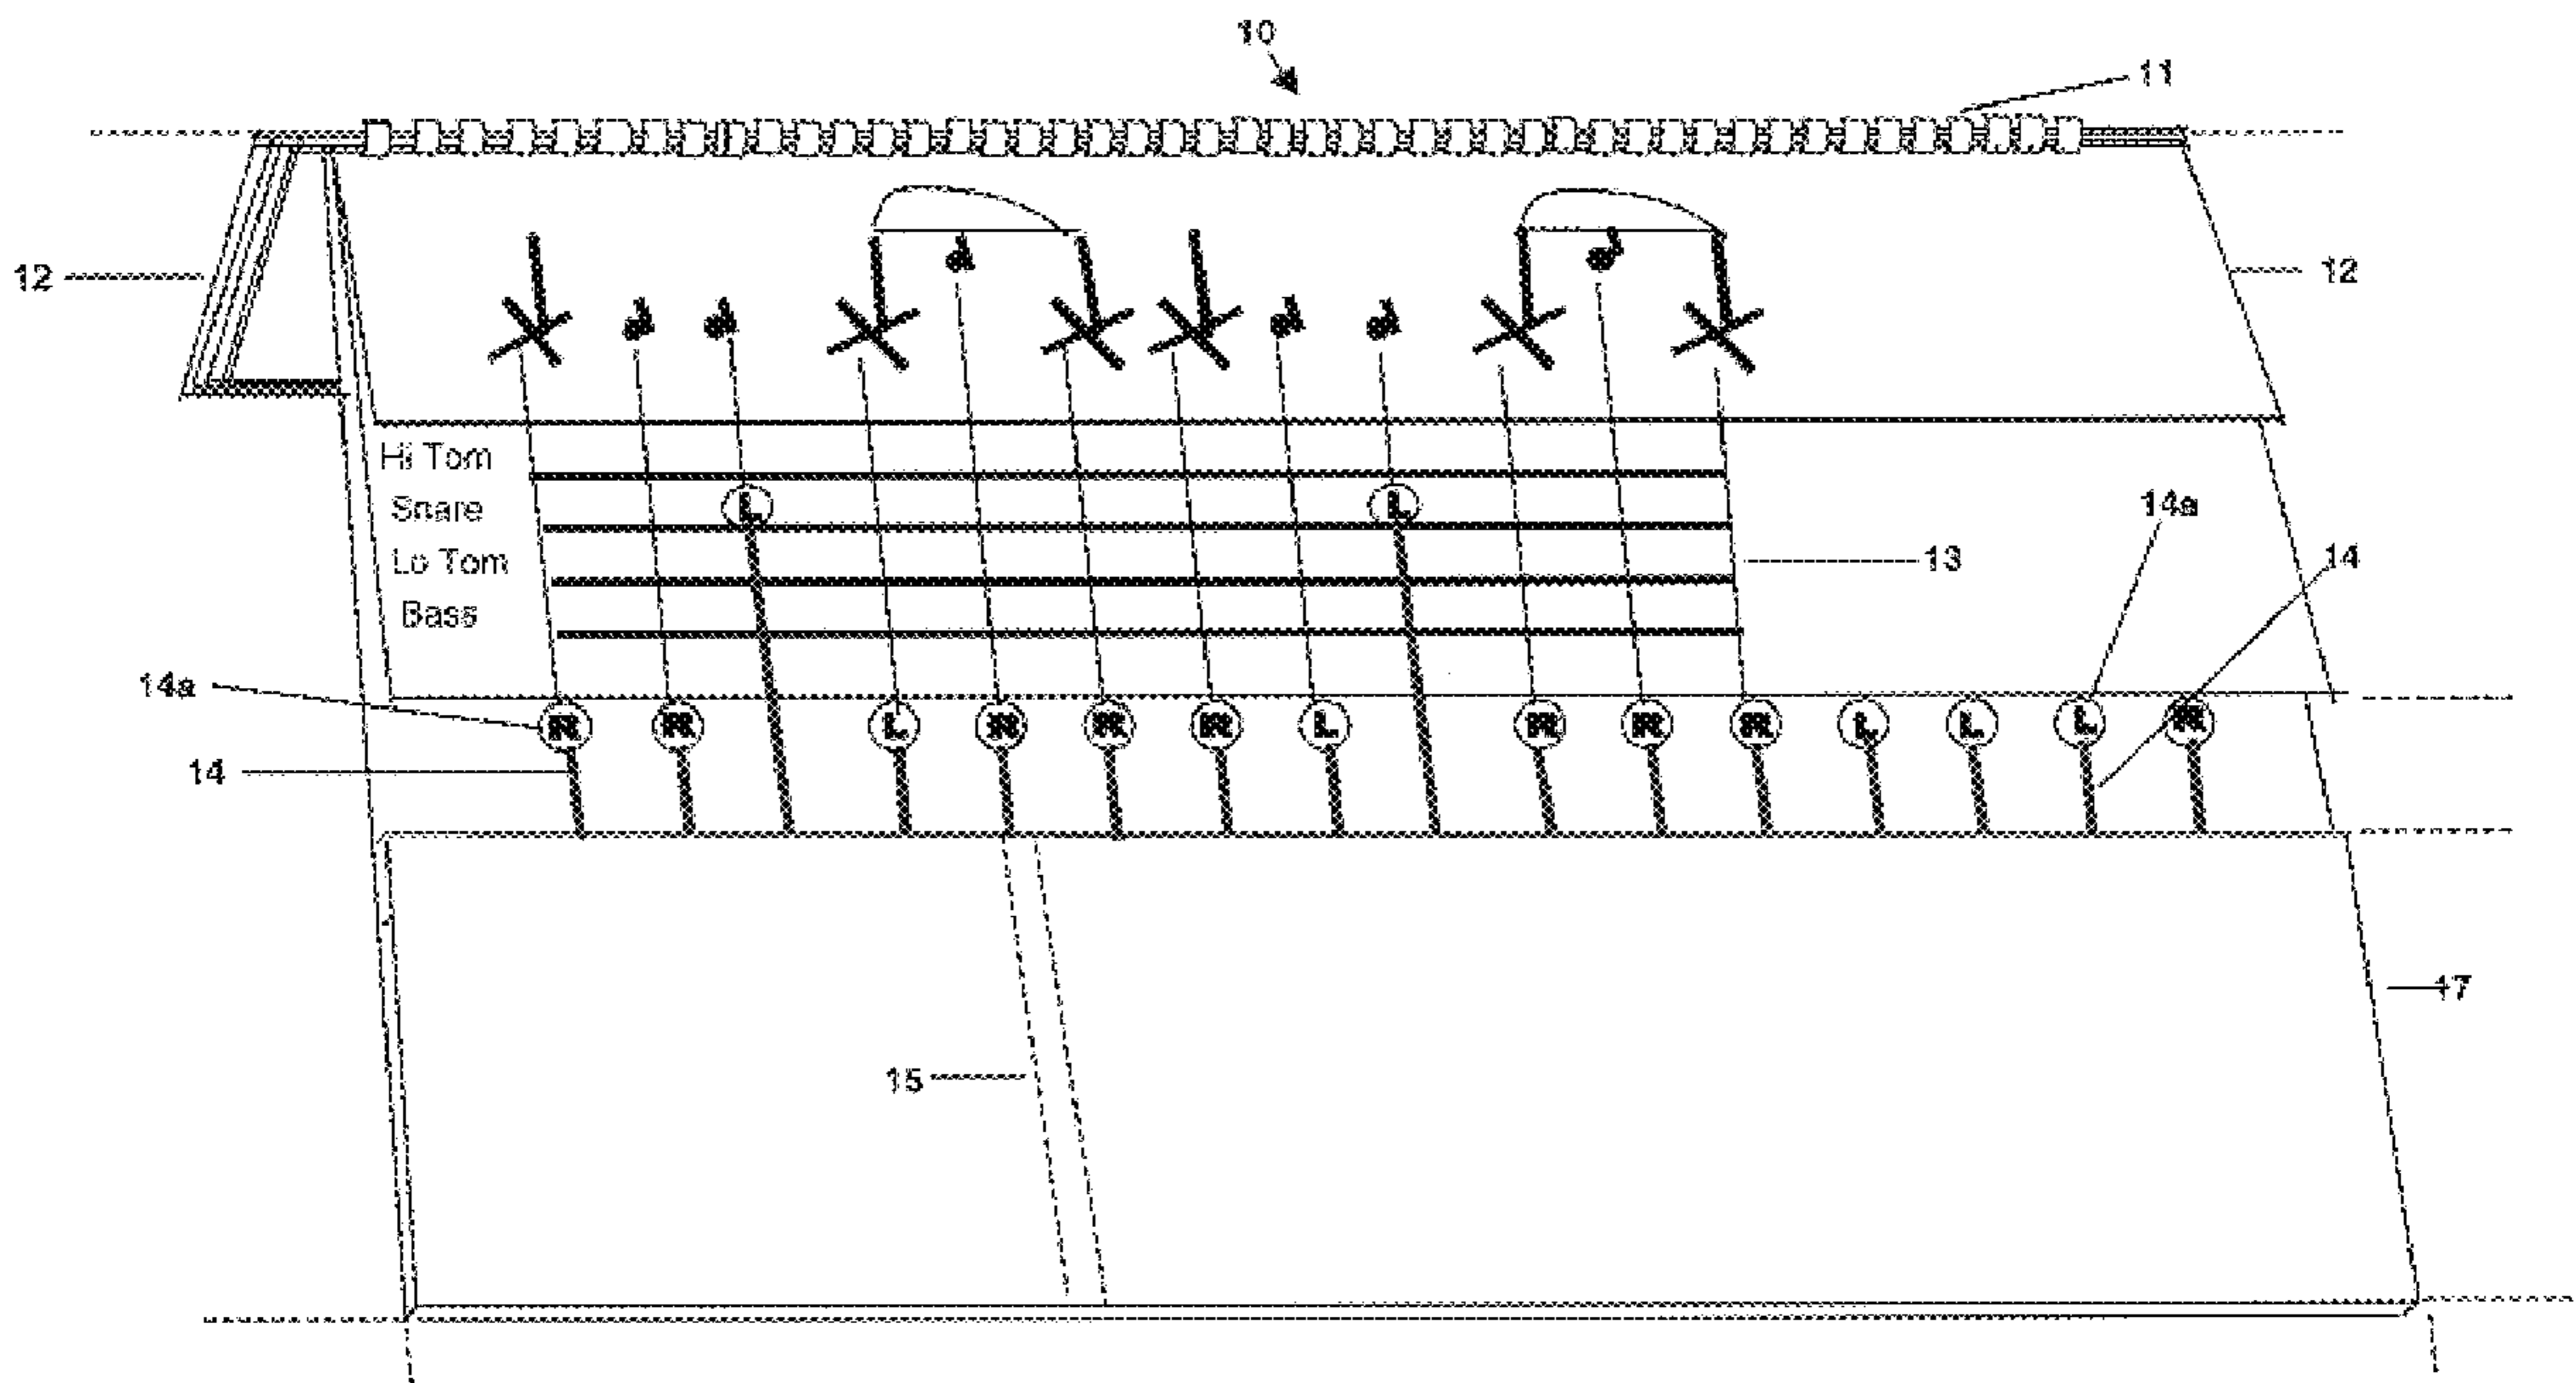 10
11
12 12
Hi Tom
Snare L L 14a
Lo Tom 13 14
Bass
14a
R R L R R R L R R R L L L R
14
17
15